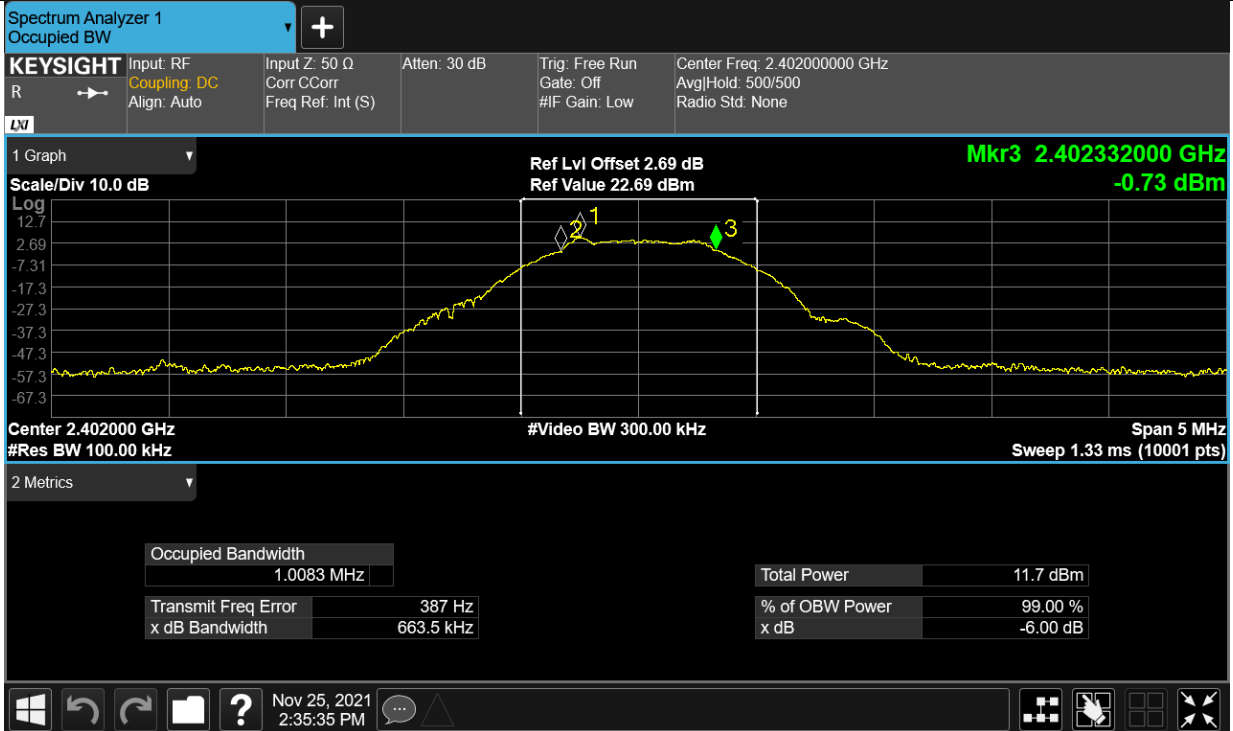 Spectrum Analyzer 1
Occupied BW
KEYSIGHT
R
LXI
Input: RF
Coupling: DC
Align: Auto
Input Z: 50 Ω
Corr CCorr
Freq Ref: Int (S)
Atten: 30 dB
Trig: Free Run
Gate: Off
#IF Gain: Low
Center Freq: 2.402000000 GHz
Avg|Hold: 500/500
Radio Std: None
1 Graph
Scale/Div 10.0 dB
Ref Lvl Offset 2.69 dB
Ref Value 22.69 dBm
Mkr3 2.402332000 GHz
-0.73 dBm
Log
12.7
2.69
-7.31
-17.3
-27.3
-37.3
-47.3
-57.3
-67.3
2
1
3
Center 2.402000 GHz
#Res BW 100.00 kHz
#Video BW 300.00 kHz
Span 5 MHz
Sweep 1.33 ms (10001 pts)
2 Metrics
Occupied Bandwidth
1.0083 MHz
Transmit Freq Error 387 Hz
x dB Bandwidth 663.5 kHz
Total Power 11.7 dBm
% of OBW Power 99.00 %
x dB -6.00 dB
?
Nov 25, 2021
2:35:35 PM